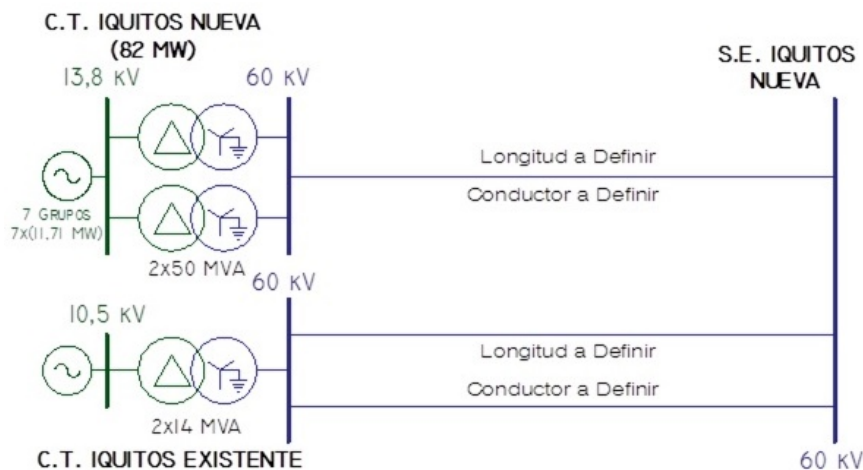 C.T. IQUITOS NUEVA
(82 MW)
13,8 kV
60 kV
S.E. IQUITOS
NUEVA
Longitud a Definir
Conductor a Definir
7 GRUPOS
7x(11,71 MW)
2x50 MVA
60 kV
10,5 kV
Longitud a Definir
Conductor a Definir
2x14 MVA
C.T. IQUITOS EXISTENTE
60 kV